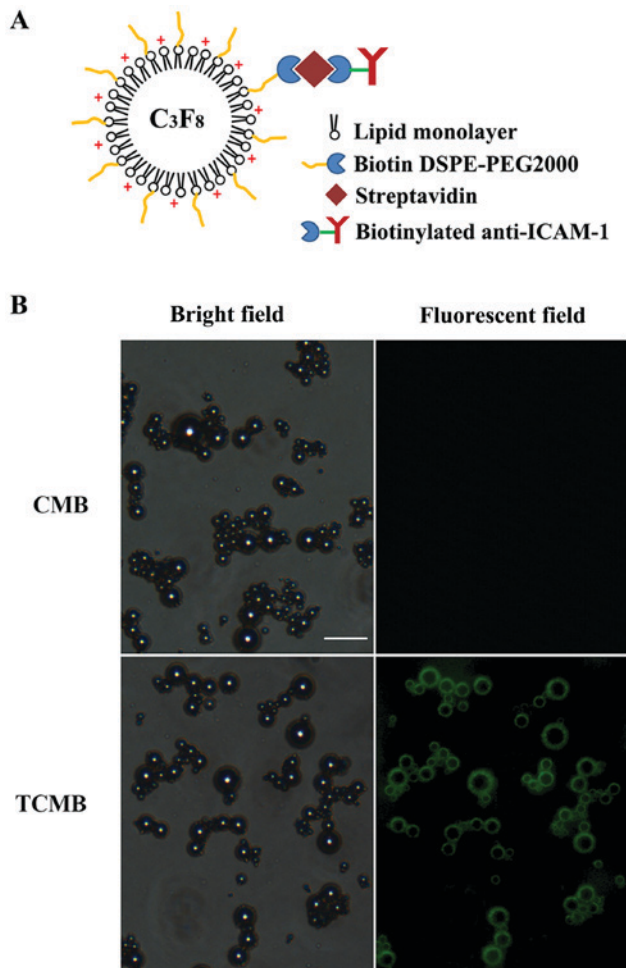 A
+ + + + + + + + + + +
C₃F₈
Lipid monolayer
Biotin DSPE-PEG2000
Streptavidin
Biotinylated anti-ICAM-1
B
Bright field Fluorescent field
CMB
TCMB